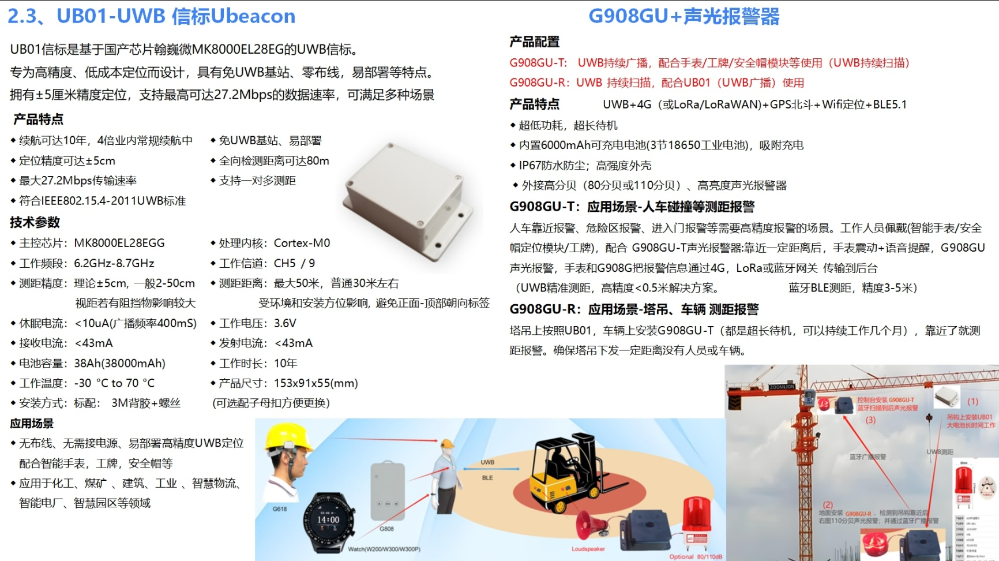 2.3、UB01-UWB 信标Ubeacon
UB01信标是基于国产芯片翰巍微MK8000EL28EG的UWB信标。
专为高精度、低成本定位而设计，具有免UWB基站、零布线，易部署等特点。
拥有±5厘米精度定位，支持最高可达27.2Mbps的数据速率，可满足多种场景
产品特点
◆ 续航可达10年，4倍业内常规续航中
◆ 免UWB基站、易部署
◆ 定位精度可达±5cm
◆ 全向检测距离可达80m
◆ 最大27.2Mbps传输速率
◆ 支持一对多测距
◆ 符合IEEE802.15.4-2011UWB标准
技术参数
◆ 主控芯片：MK8000EL28EGG
◆ 处理内核：Cortex-M0
◆ 工作频段：6.2GHz-8.7GHz
◆ 工作信道：CH5 / 9
◆ 测距精度：理论±5cm, 一般2-50cm
视距若有阻挡物影响较大
◆ 测距距离：最大50米，普通30米左右
受环境和安装方位影响, 避免正面-顶部朝向标签
◆ 休眠电流：<10uA(广播频率400mS)
◆ 工作电压：3.6V
◆ 接收电流：<43mA
◆ 发射电流：<43mA
◆ 电池容量：38Ah(38000mAh)
◆ 工作时长：10年
◆ 工作温度：-30 °C to 70 °C
◆ 产品尺寸：153x91x55(mm)
◆ 安装方式：标配： 3M背胶+螺丝
(可选配子母扣方便更换）
应用场景
◆ 无布线、无需接电源、易部署高精度UWB定位
配合智能手表，工牌，安全帽等
◆ 应用于化工、煤矿 、建筑、工业 、智慧物流、
智能电厂、智慧园区等领域
G618
14:00
G808
Watch(W200/W300/W300P)
UWB
BLE
Loudspeaker
Optional 80/110dB
G908GU+声光报警器
产品配置
G908GU-T： UWB持续广播，配合手表/工牌/安全帽模块等使用（UWB持续扫描）
G908GU-R：UWB 持续扫描，配合UB01（UWB广播）使用
产品特点 UWB+4G（或LoRa/LoRaWAN)+GPS北斗+Wifi定位+BLE5.1
◆ 超低功耗，超长待机
◆ 内置6000mAh可充电电池(3节18650工业电池)，吸附充电
◆ IP67防水防尘；高强度外壳
◆ 外接高分贝（80分贝或110分贝）、高亮度声光报警器
G908GU-T：应用场景-人车碰撞等测距报警
人车靠近报警、危险区报警、进入门报警等需要高精度报警的场景。工作人员佩戴(智能手表/安全
帽定位模块/工牌)，配合 G908GU-T声光报警器:靠近一定距离后，手表震动+语音提醒，G908GU
声光报警，手表和G908G把报警信息通过4G，LoRa或蓝牙网关 传输到后台
（UWB精准测距，高精度<0.5米解决方案。 蓝牙BLE测距，精度3-5米）
G908GU-R：应用场景-塔吊、车辆 测距报警
塔吊上按照UB01，车辆上安装G908GU-T（都是超长待机，可以持续工作几个月），靠近了就测
距报警。确保塔吊下发一定距离没有人员或车辆。
ZOOMLION
控制台安装 G908GU-T
蓝牙扫描到后声光报警
(3)
(1)
吊钩上安装UB01
大电池长时间工作
UWB测距
蓝牙广播报警
(2)
地面安装 G908GU-R ，检测到吊钩靠近后
右图110分贝声光报警；并通过蓝牙广播报警